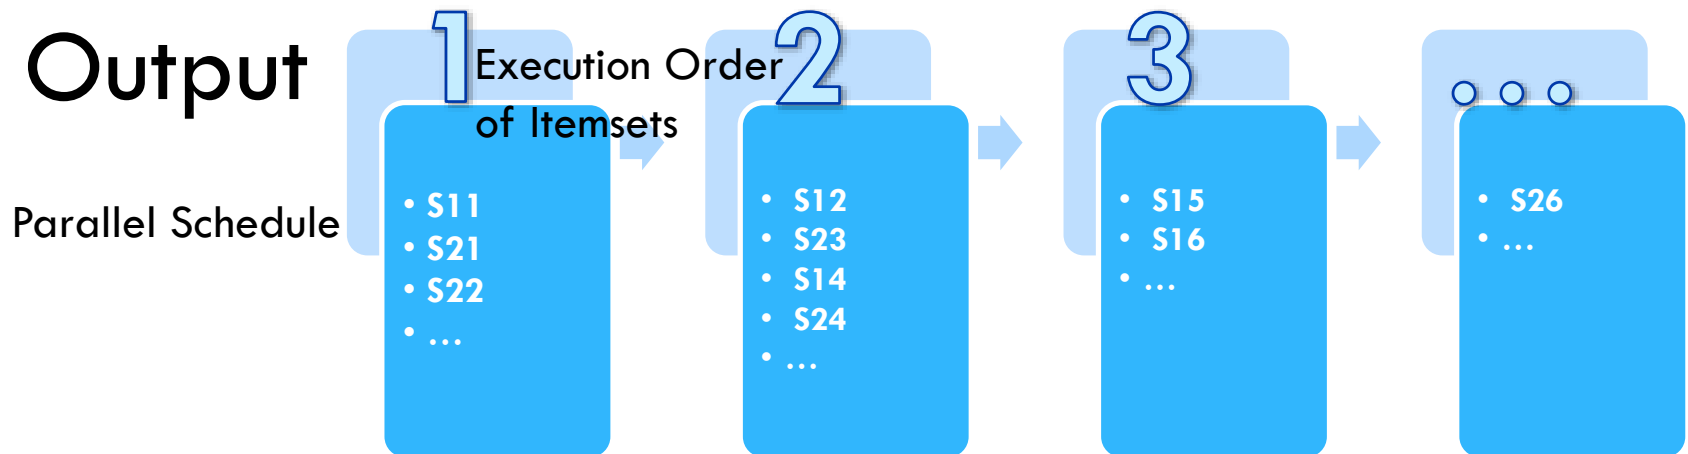 Output
Execution Order
of Itemsets
Parallel Schedule
1
• S11
• S21
• S22
• ...
2
• S12
• S23
• S14
• S24
• ...
3
• S15
• S16
• ...
...
• S26
• ...